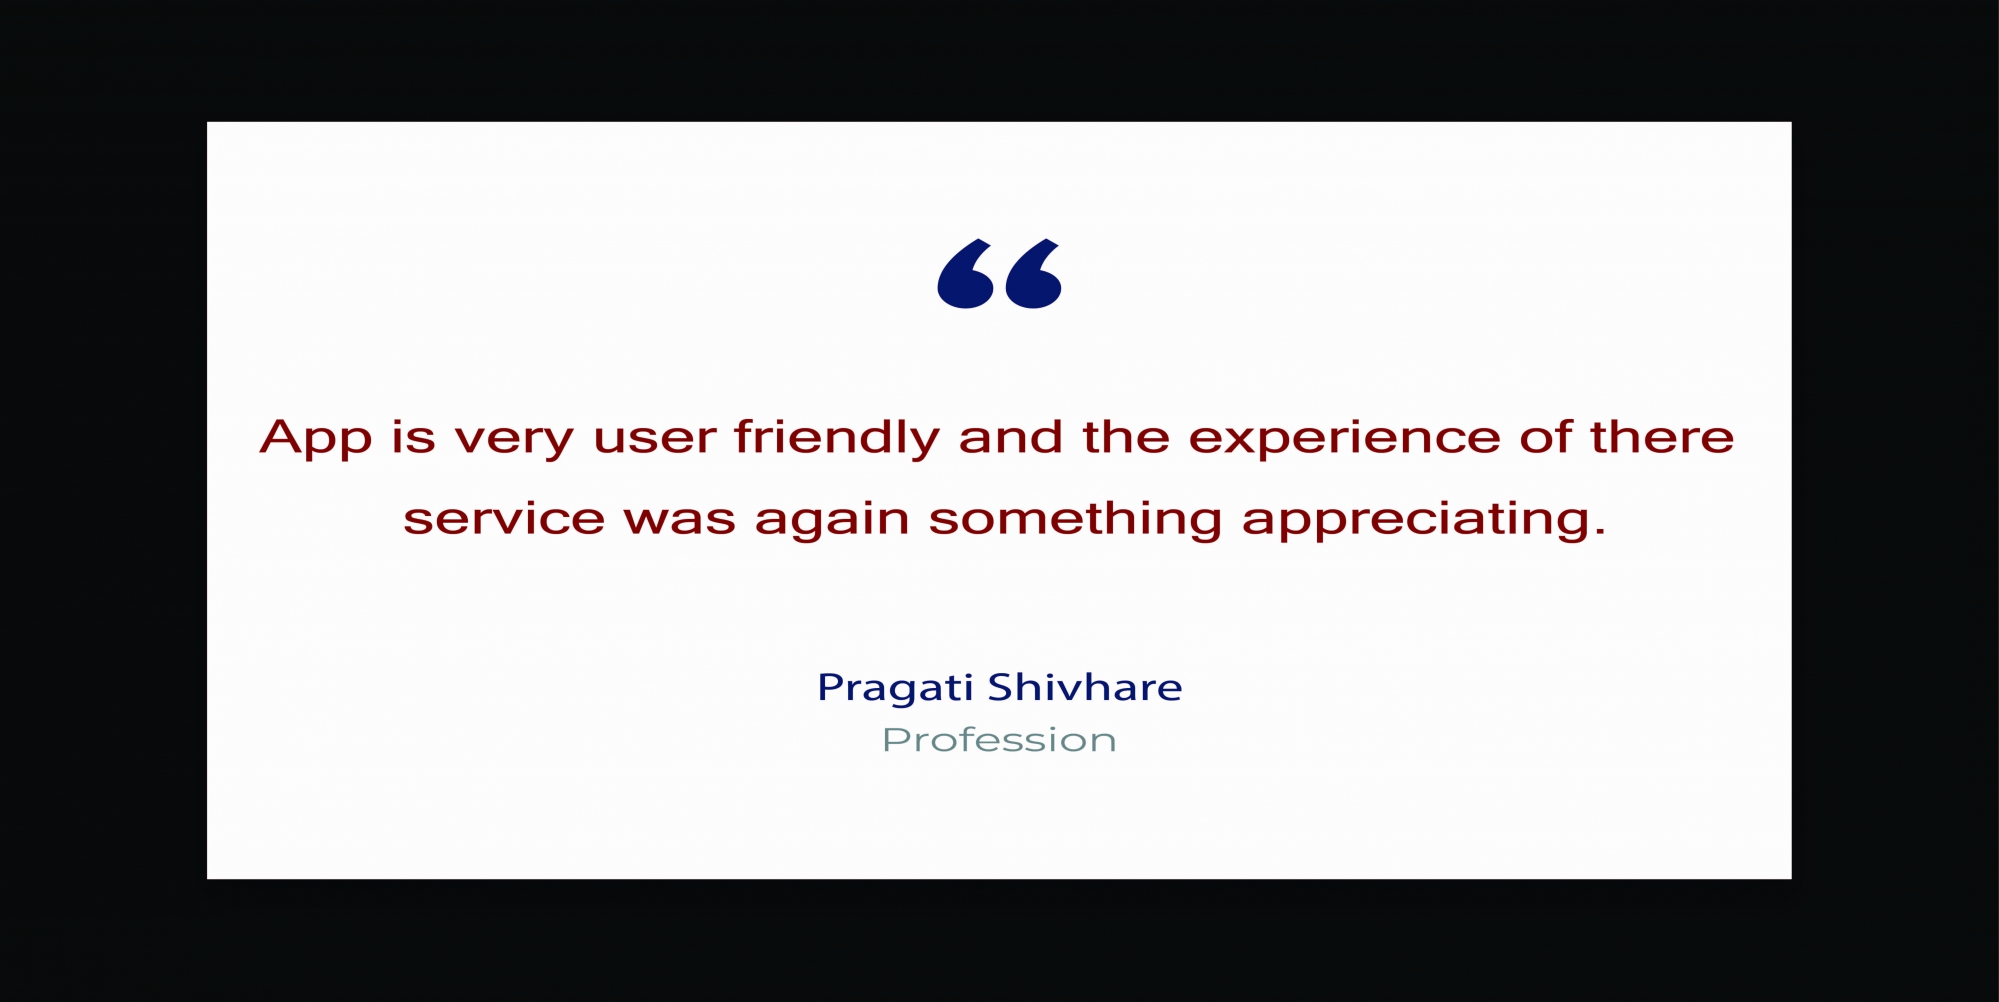 “
App is very user friendly and the experience of there
service was again something appreciating.
Pragati Shivhare
Profession